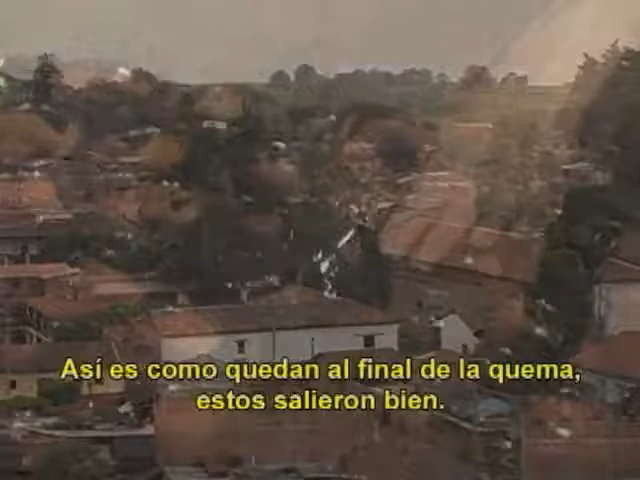 Así es como quedan al final de la quema,
estos salieron bien.